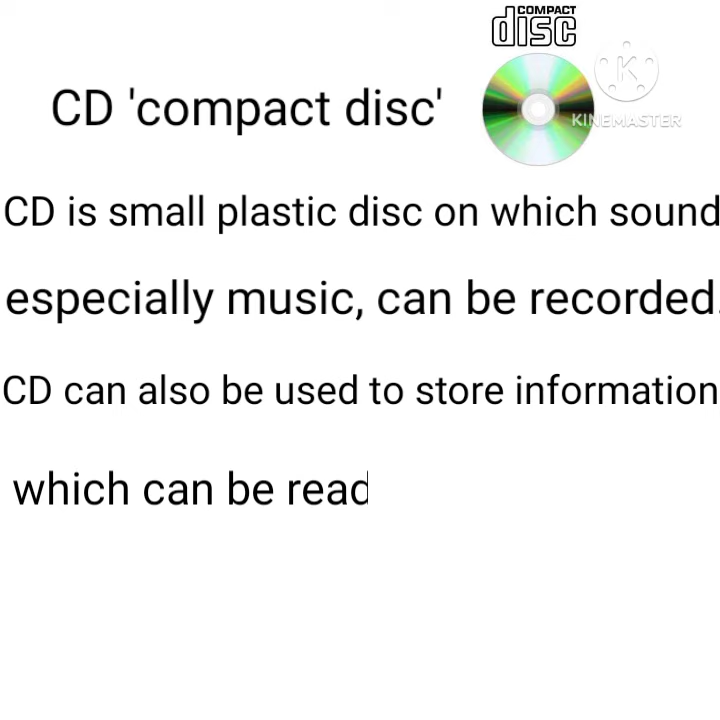 COMPACT
disc
CD 'compact disc'
KINEMASTER
CD is small plastic disc on which sound
especially music, can be recorded.
CD can also be used to store information
which can be read